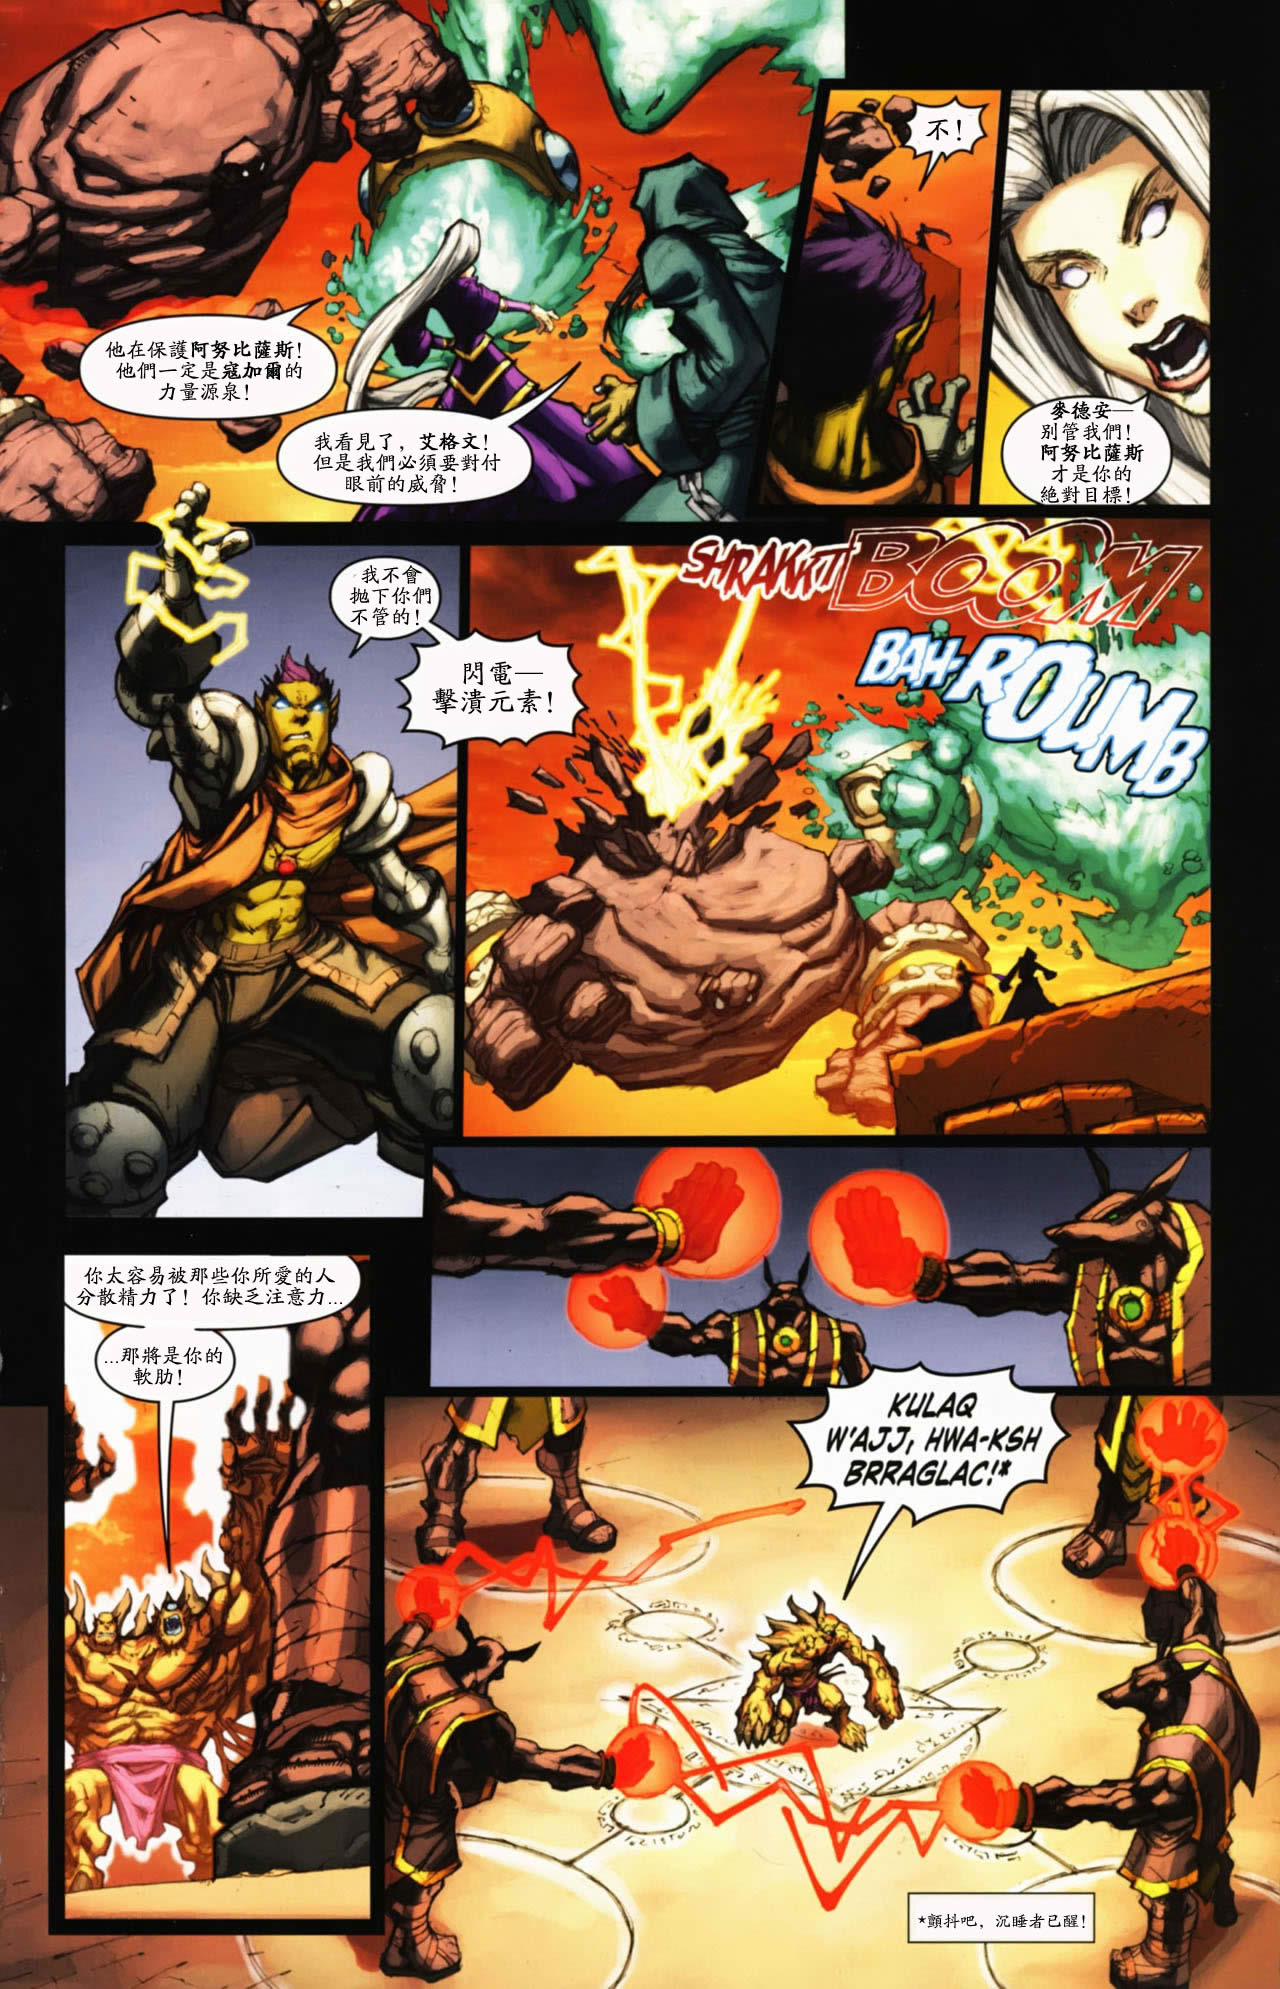 他在保護阿努比薩斯！
他們一定是寇加爾的
力量源泉！
我看見了，艾格文！
但是我們必須要對付
眼前的威脅！
不！
麥德安—
別管我們！
阿努比薩斯
才是你的
絶對目標！
我不會
拋下你們
不管的！
閃電—
擊潰元素！
SHRAKKT
BOOM
BAH-ROUMB
你太容易被那些你所愛的人
分散精力了！你缺乏注意力...
...那將是你的
軟肋！
KULAQ
W'AJJ, HWA-KSH
BRRAGLAC!*
*顫抖吧，沉睡者已醒！